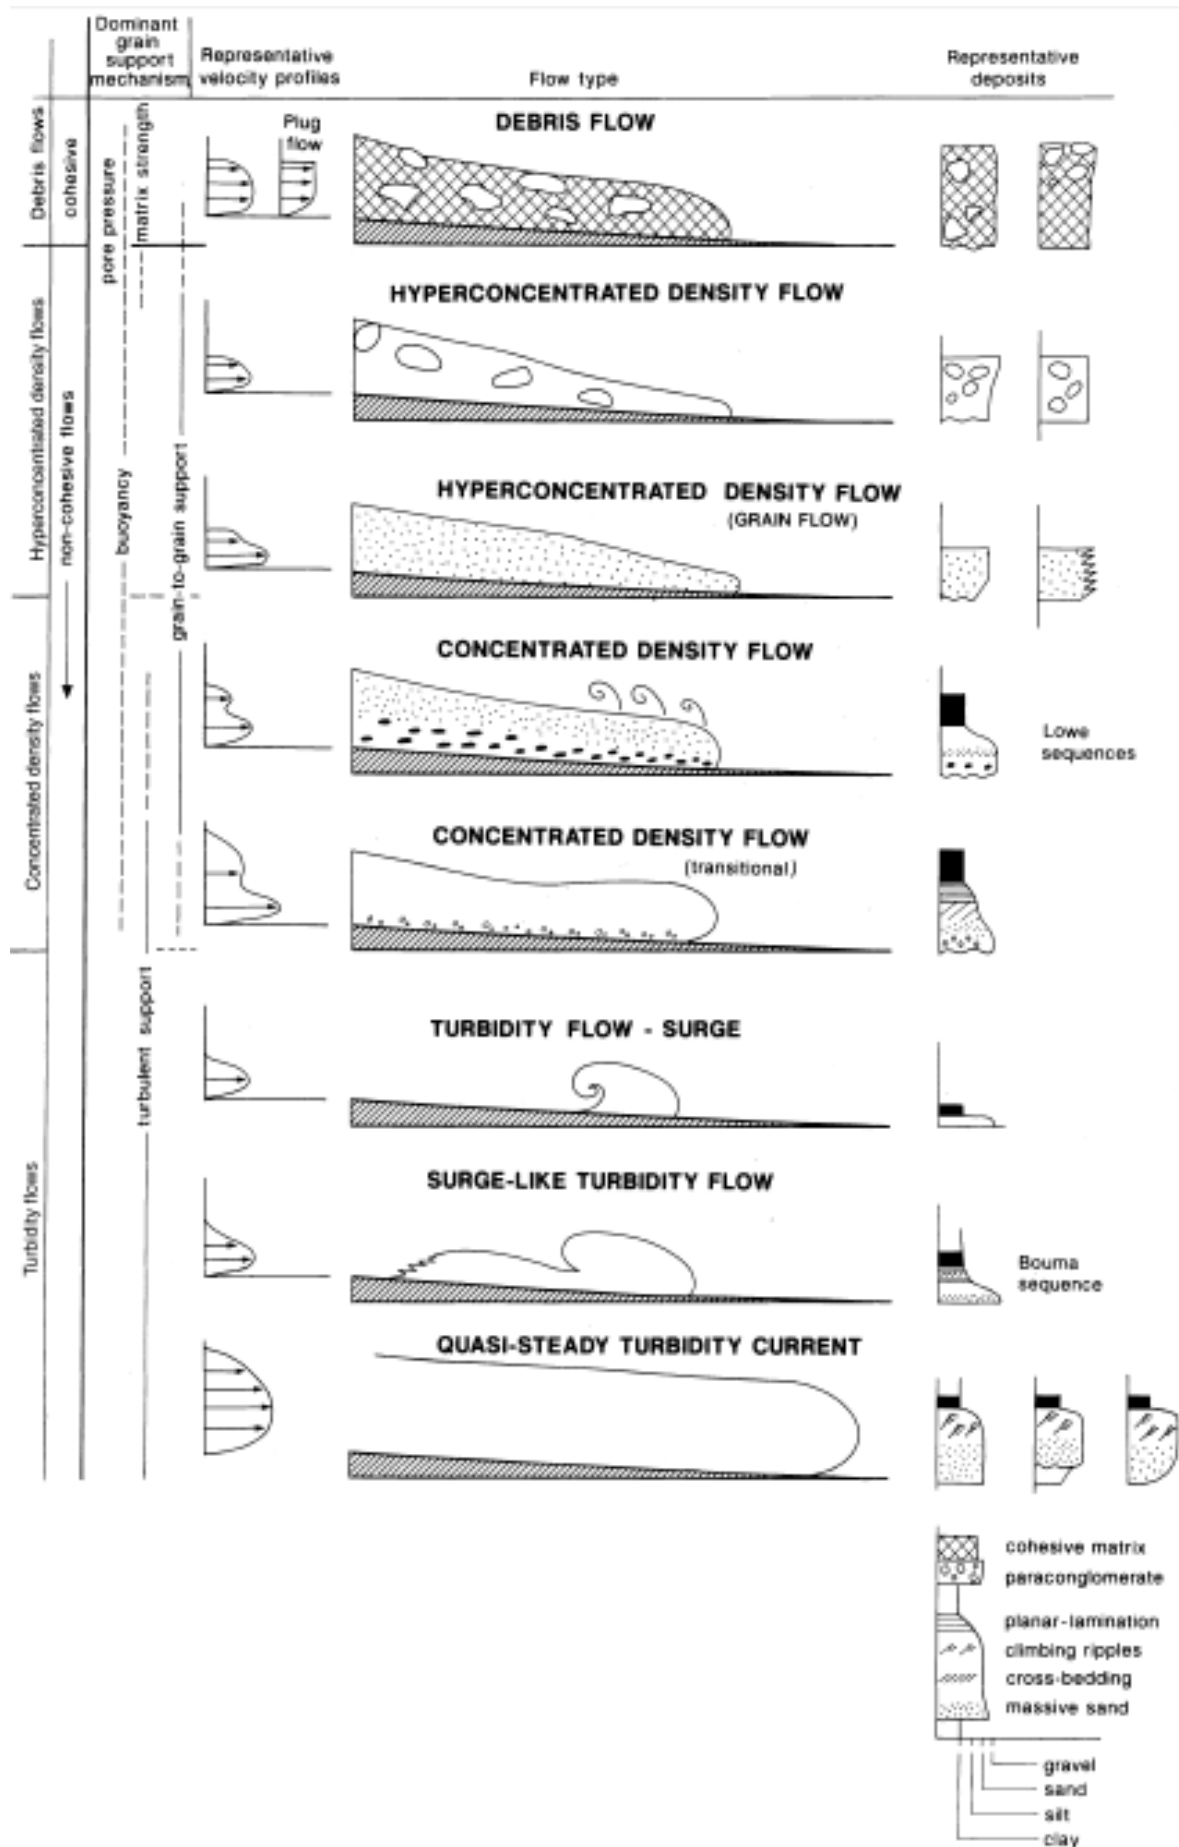 Dominant
grain
support
mechanism
Representative
velocity profiles
Flow type
Representative
deposits
Debris flows
cohesive
pore pressure
matrix strength
Plug
flow
DEBRIS FLOW
Hyperconcentrated density flows
non-cohesive flows
buoyancy
grain-to-grain support
HYPERCONCENTRATED DENSITY FLOW
HYPERCONCENTRATED DENSITY FLOW
(GRAIN FLOW)
Concentrated density flows
CONCENTRATED DENSITY FLOW
Lowe
sequences
CONCENTRATED DENSITY FLOW
(transitional)
Turbidity flows
turbulent support
TURBIDITY FLOW - SURGE
SURGE-LIKE TURBIDITY FLOW
Bouma
sequence
QUASI-STEADY TURBIDITY CURRENT
cohesive matrix
paraconglomerate
planar-lamination
climbing ripples
cross-bedding
massive sand
gravel
sand
silt
clay